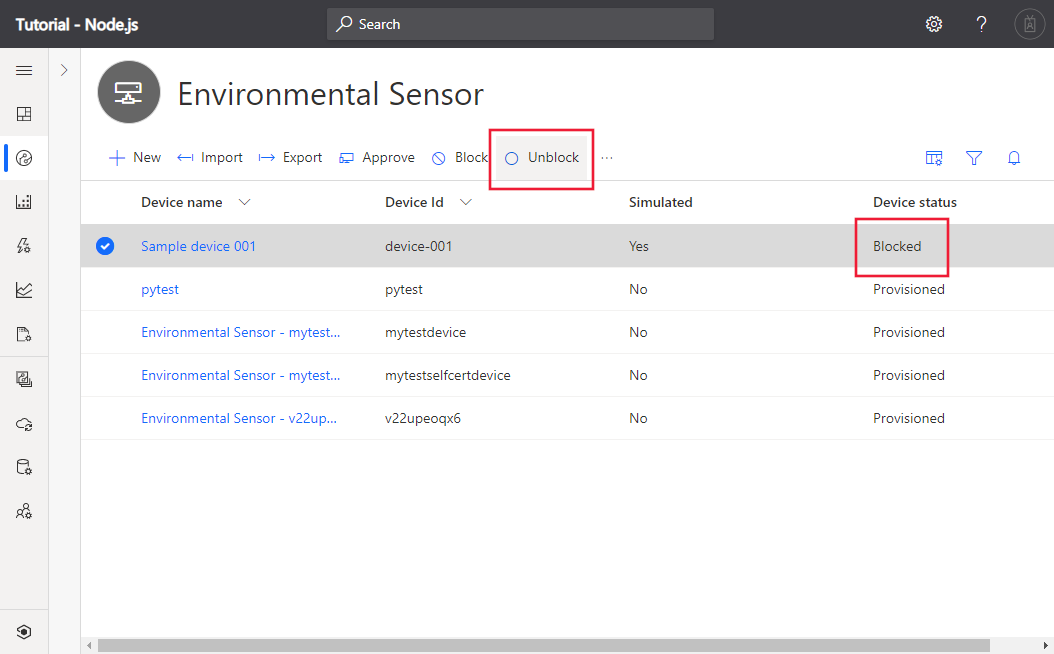 Tutorial - Node.js Search ?
Environmental Sensor
New Import Export Approve Block Unblock ...
Device name Device Id Simulated Device status
Sample device 001 device-001 Yes Blocked
pytest pytest No Provisioned
Environmental Sensor - mytest... mytestdevice No Provisioned
Environmental Sensor - mytest... mytestselfcertdevice No Provisioned
Environmental Sensor - v22up... v22upeoqx6 No Provisioned